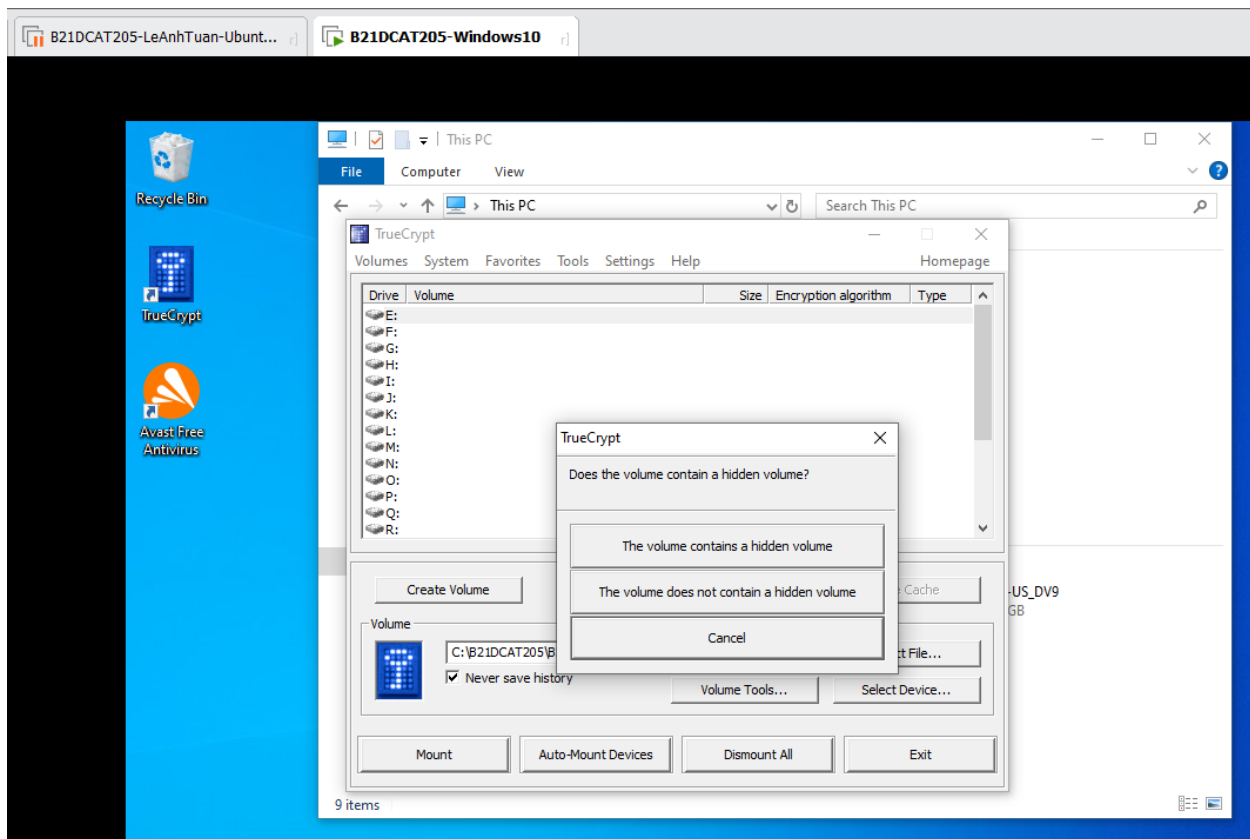 B21DCAT205-LeAnhTuan-Ubunt...
B21DCAT205-Windows10
Recycle Bin
TrueCrypt
Avast Free
Antivirus
This PC
File Computer View
This PC
Search This PC
TrueCrypt
Volumes System Favorites Tools Settings Help Homepage
Drive Volume Size Encryption algorithm Type
E:
F:
G:
H:
I:
J:
K:
L:
M:
N:
O:
P:
Q:
R:
TrueCrypt
Does the volume contain a hidden volume?
The volume contains a hidden volume
The volume does not contain a hidden volume
Cancel
Create Volume
Cache
-US_DV9
GB
Volume
C:\B21DCAT205\B
File...
Never save history
Volume Tools...
Select Device...
Mount
Auto-Mount Devices
Dismount All
Exit
9 items